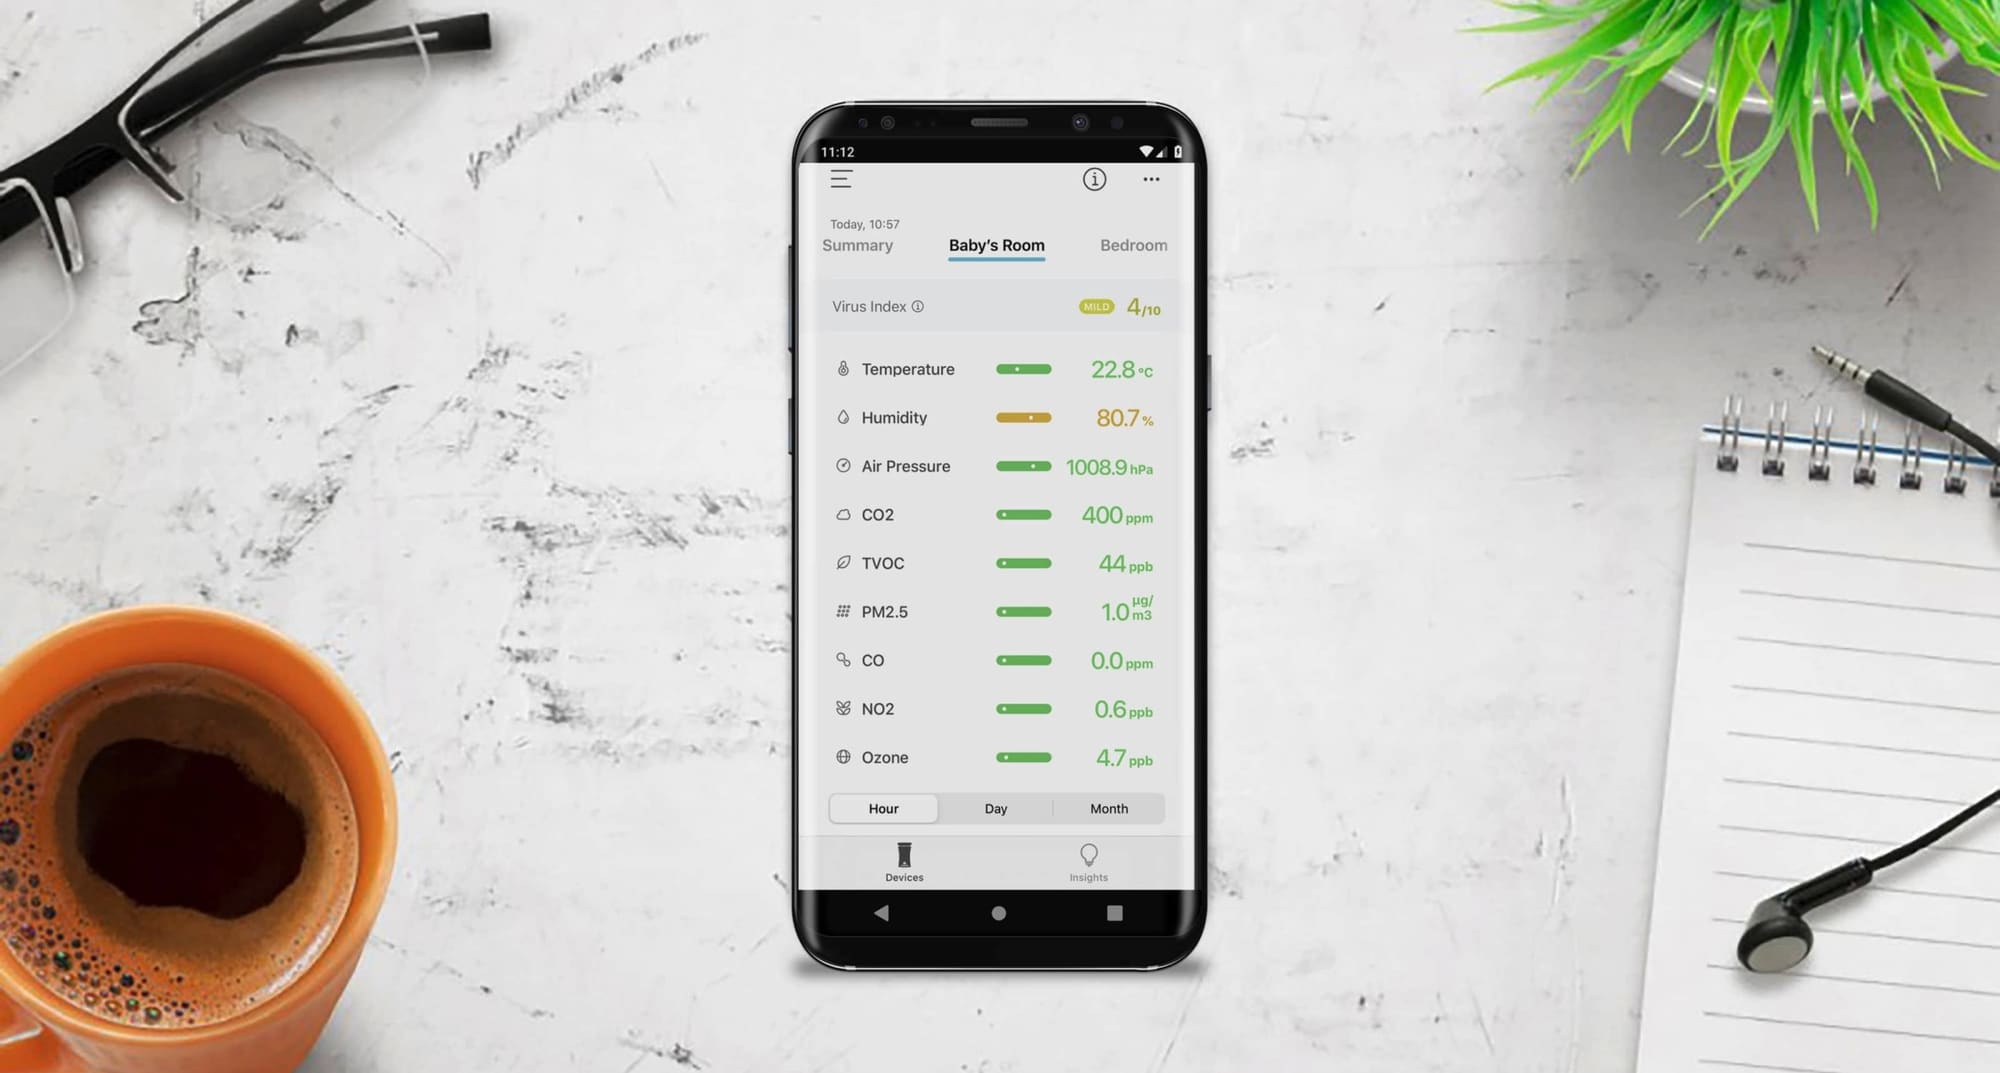 11:12
Today, 10:57
Summary Baby's Room Bedroom
Virus Index MILD 4/10
Temperature 22.8 °C
Humidity 80.7 %
Air Pressure 1008.9 hPa
CO2 400 ppm
TVOC 44 ppb
PM2.5 1.0 µg/m3
CO 0.0 ppm
NO2 0.6 ppb
Ozone 4.7 ppb
Hour Day Month
Devices Insights